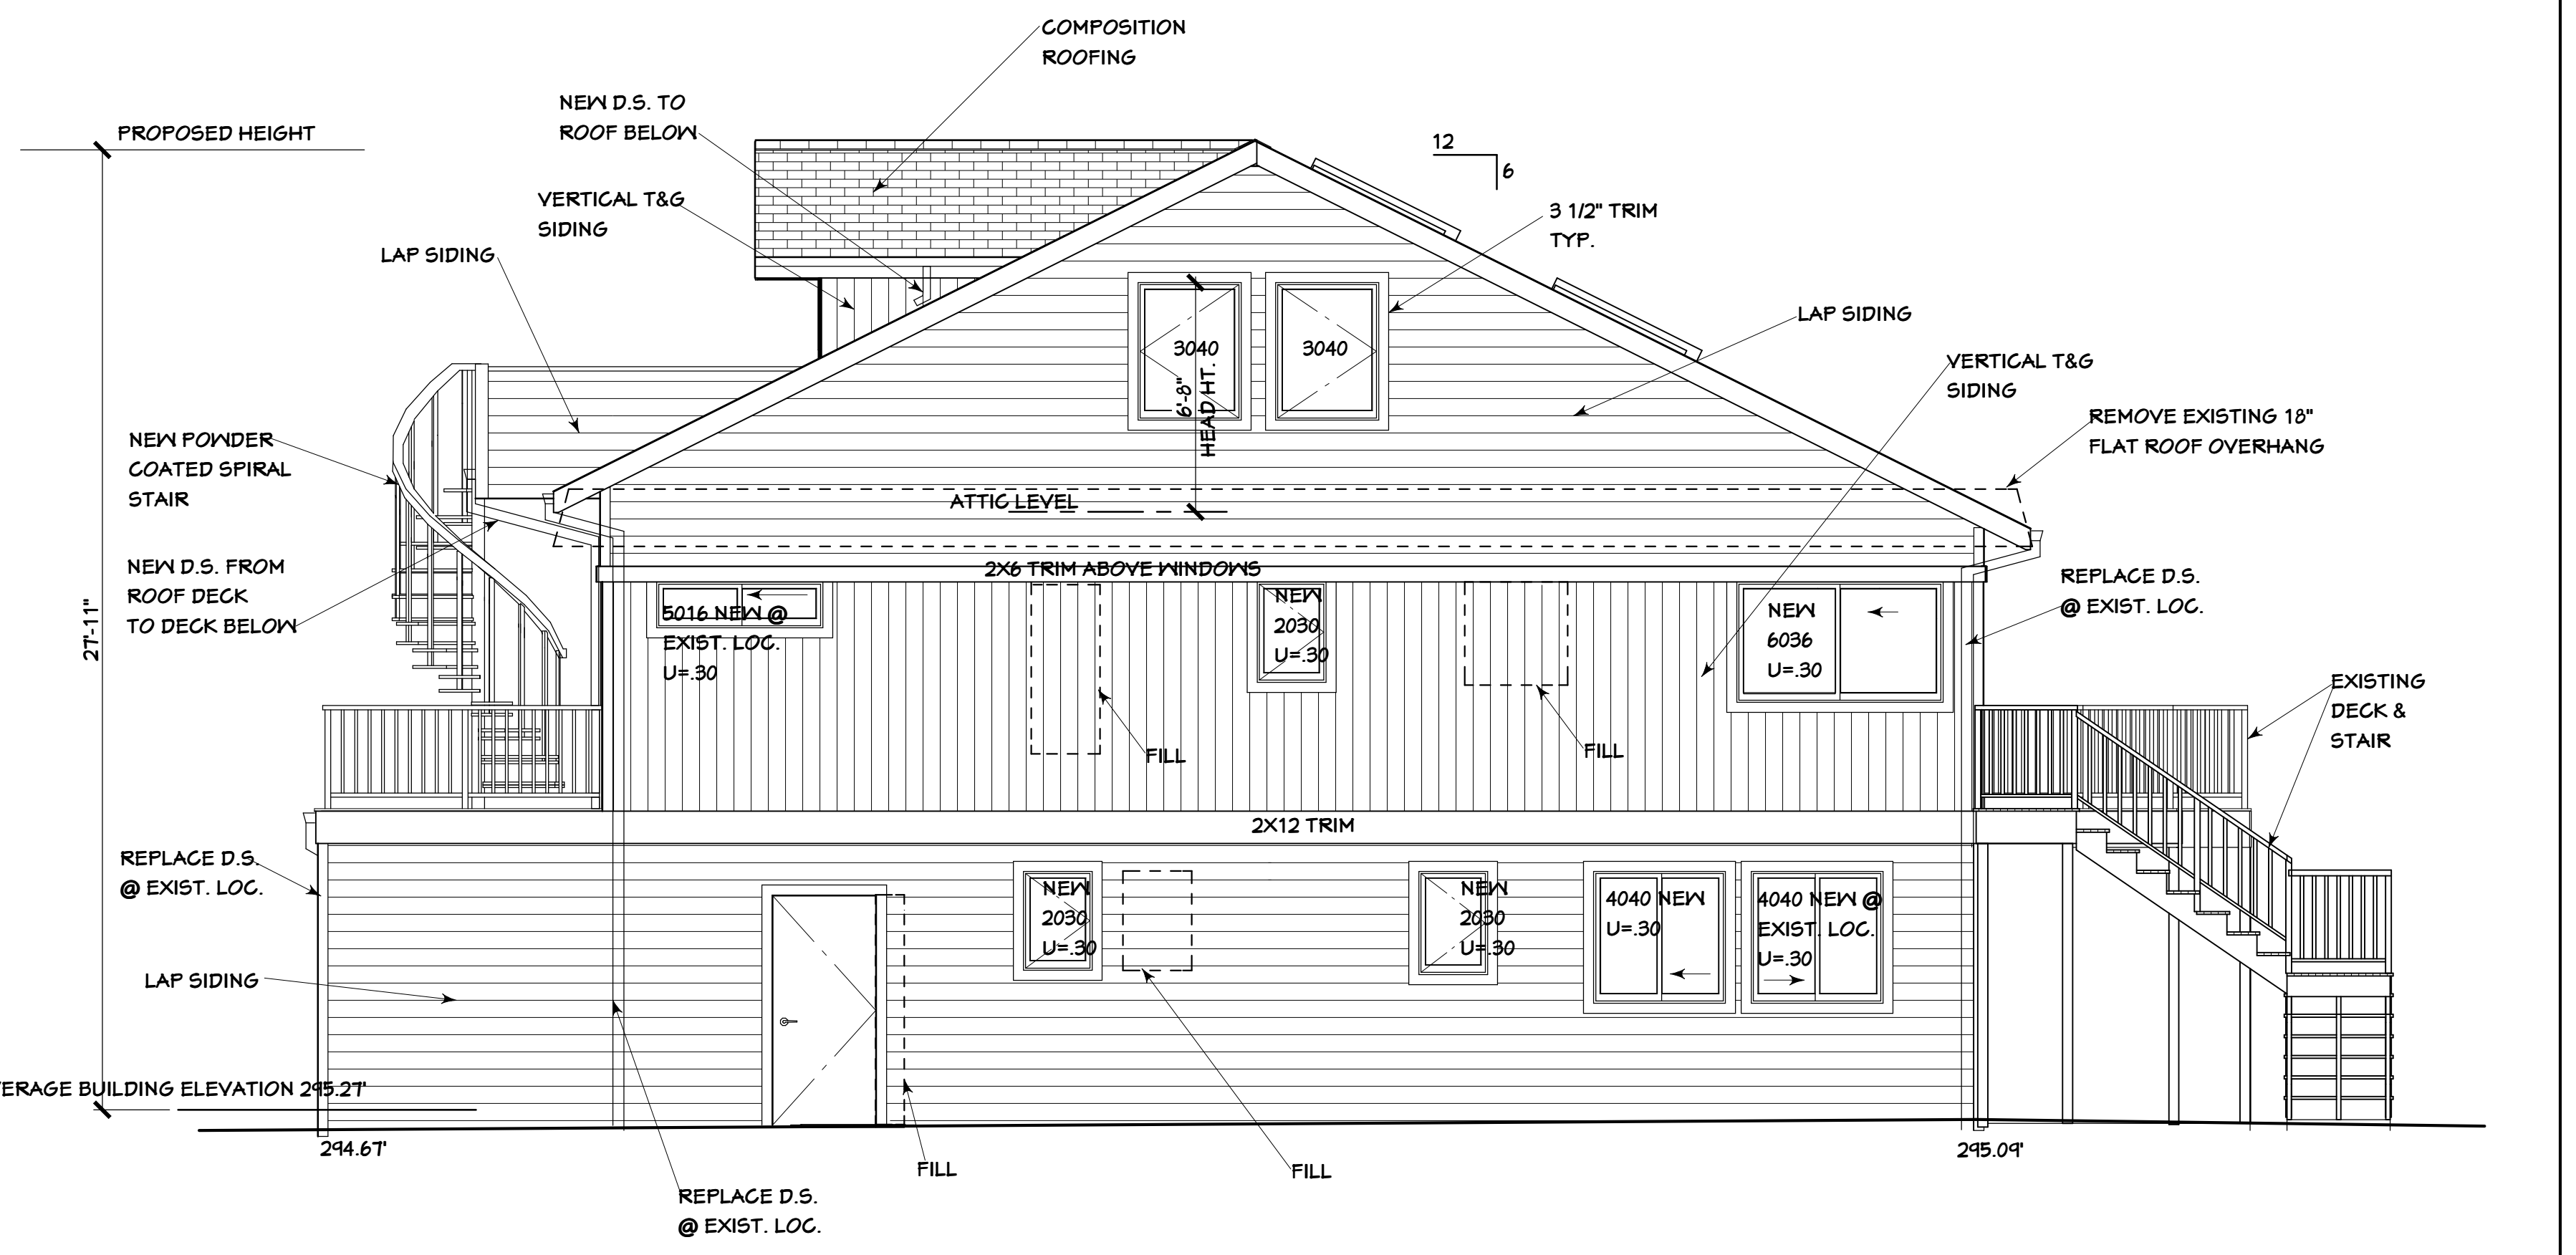 COMPOSITION
ROOFING
NEW D.S. TO
ROOF BELOW
PROPOSED HEIGHT
12
6
VERTICAL T&G
SIDING
3 1/2" TRIM
TYP.
LAP SIDING
LAP SIDING
3040
3040
6'-8"
HEAD HT.
VERTICAL T&G
SIDING
REMOVE EXISTING 18"
FLAT ROOF OVERHANG
NEW POWDER
COATED SPIRAL
STAIR
ATTIC LEVEL
NEW D.S. FROM
ROOF DECK
TO DECK BELOW
2X6 TRIM ABOVE WINDOWS
REPLACE D.S.
@ EXIST. LOC.
27'-11"
5016 NEW @
EXIST. LOC.
U=.30
NEW
2030
U=.30
NEW
6036
U=.30
FILL
FILL
EXISTING
DECK &
STAIR
2X12 TRIM
REPLACE D.S.
@ EXIST. LOC.
NEW
2030
U=.30
NEW
2030
U=.30
4040 NEW
U=.30
4040 NEW @
EXIST. LOC.
U=.30
LAP SIDING
ERAGE BUILDING ELEVATION 295.27'
294.67'
295.09'
FILL
FILL
REPLACE D.S.
@ EXIST. LOC.